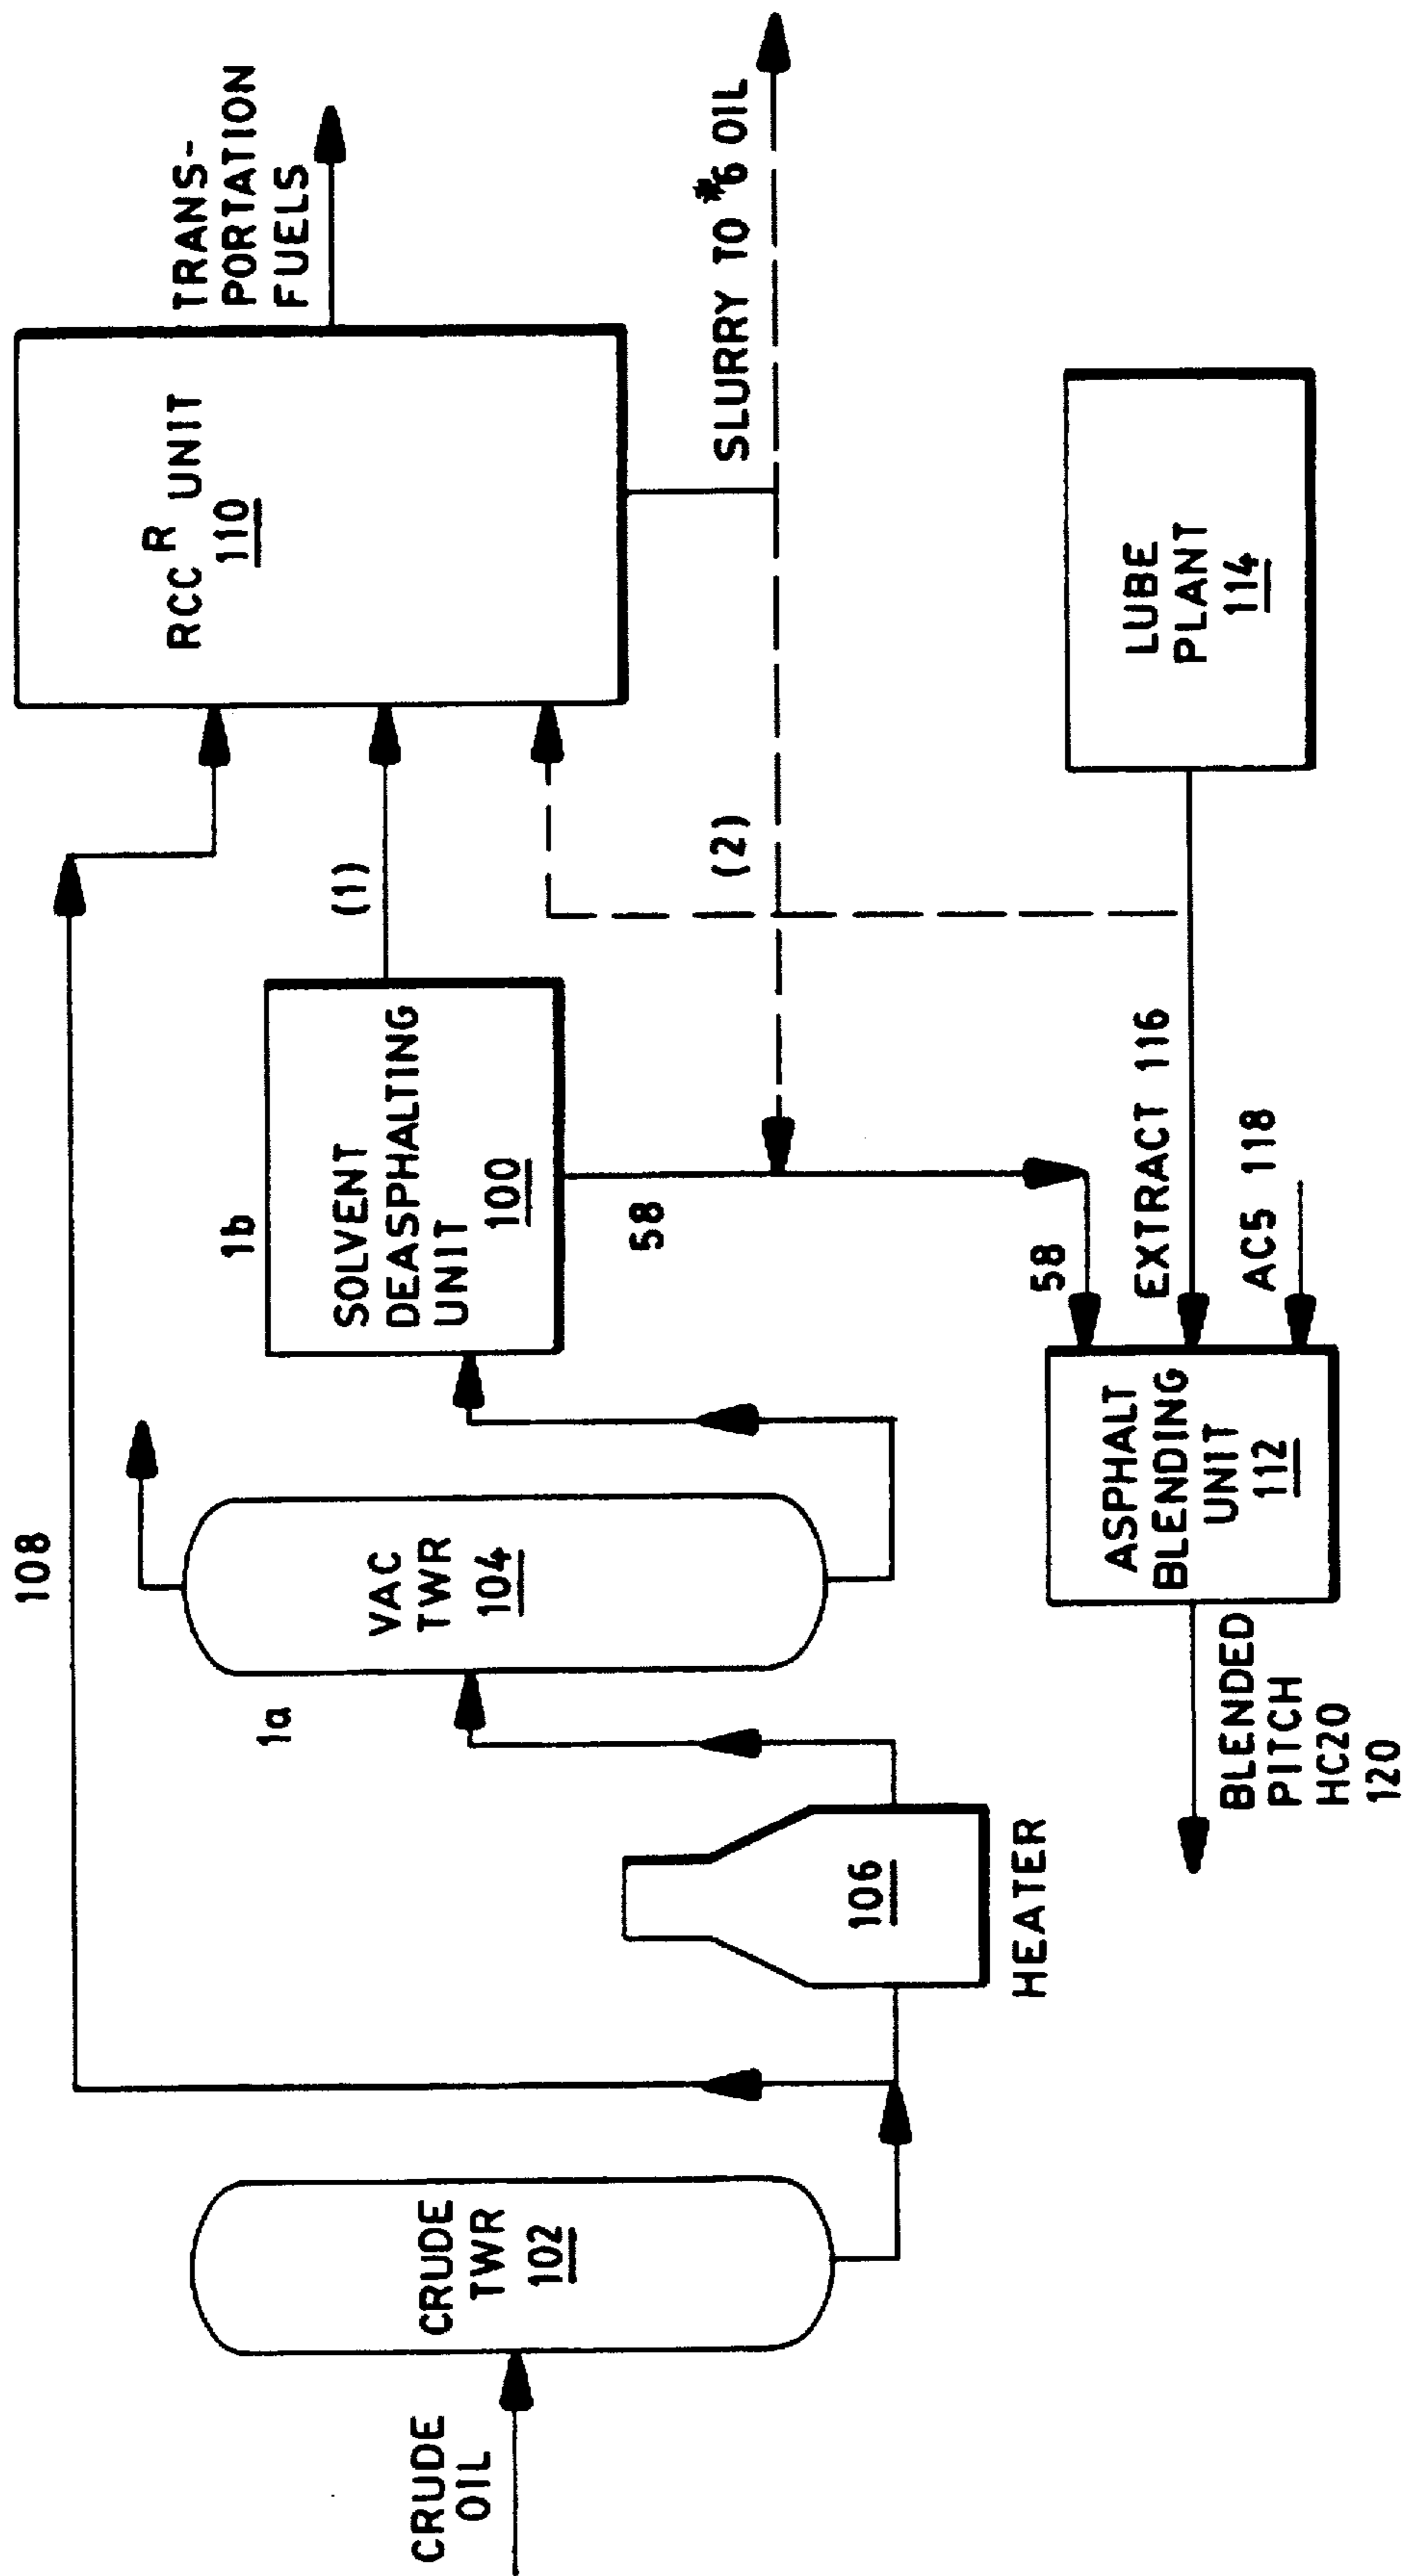 CRUDE
OIL
CRUDE
TWR
102
108
106
HEATER
1a
VAC
TWR
104
1b
SOLVENT
DEASPHALTING
UNIT
100
58
(1)
RCC R UNIT
110
TRANS-
PORTATION
FUELS
(2)
SLURRY TO #6 OIL
58
EXTRACT 116
AC5 118
LUBE
PLANT
114
ASPHALT
BLENDING
UNIT
112
BLENDED
PITCH
HC20
120